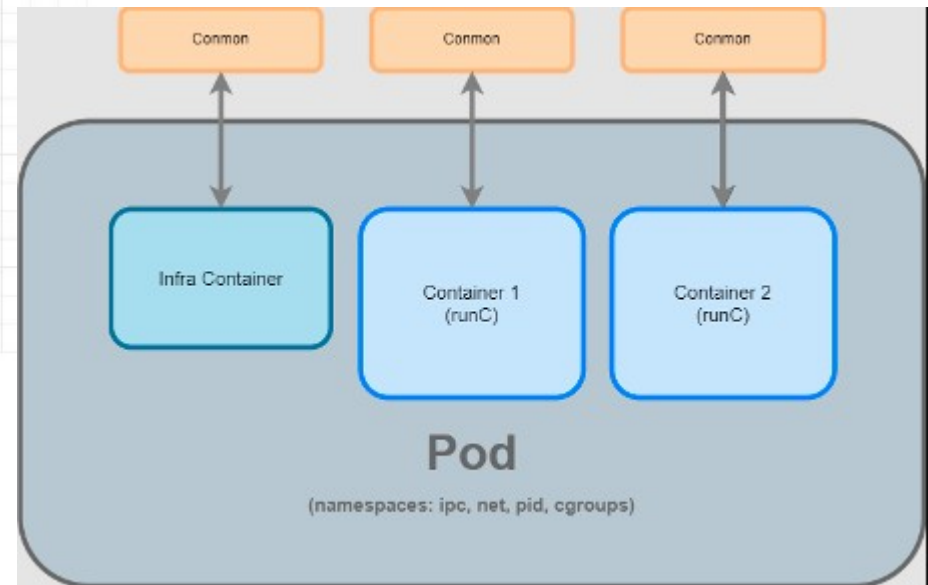 Conmon
Conmon
Conmon
Infra Container
Container 1
(runC)
Container 2
(runC)
Pod
(namespaces: ipc, net, pid, cgroups)